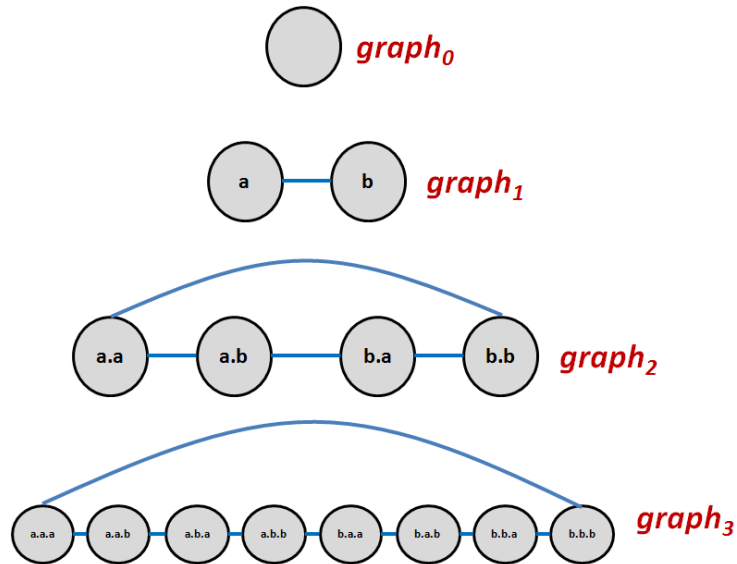 graph₀
a b graph₁
a.a a.b b.a b.b graph₂
a.a.a a.a.b a.b.a a.b.b b.a.a b.a.b b.b.a b.b.b graph₃